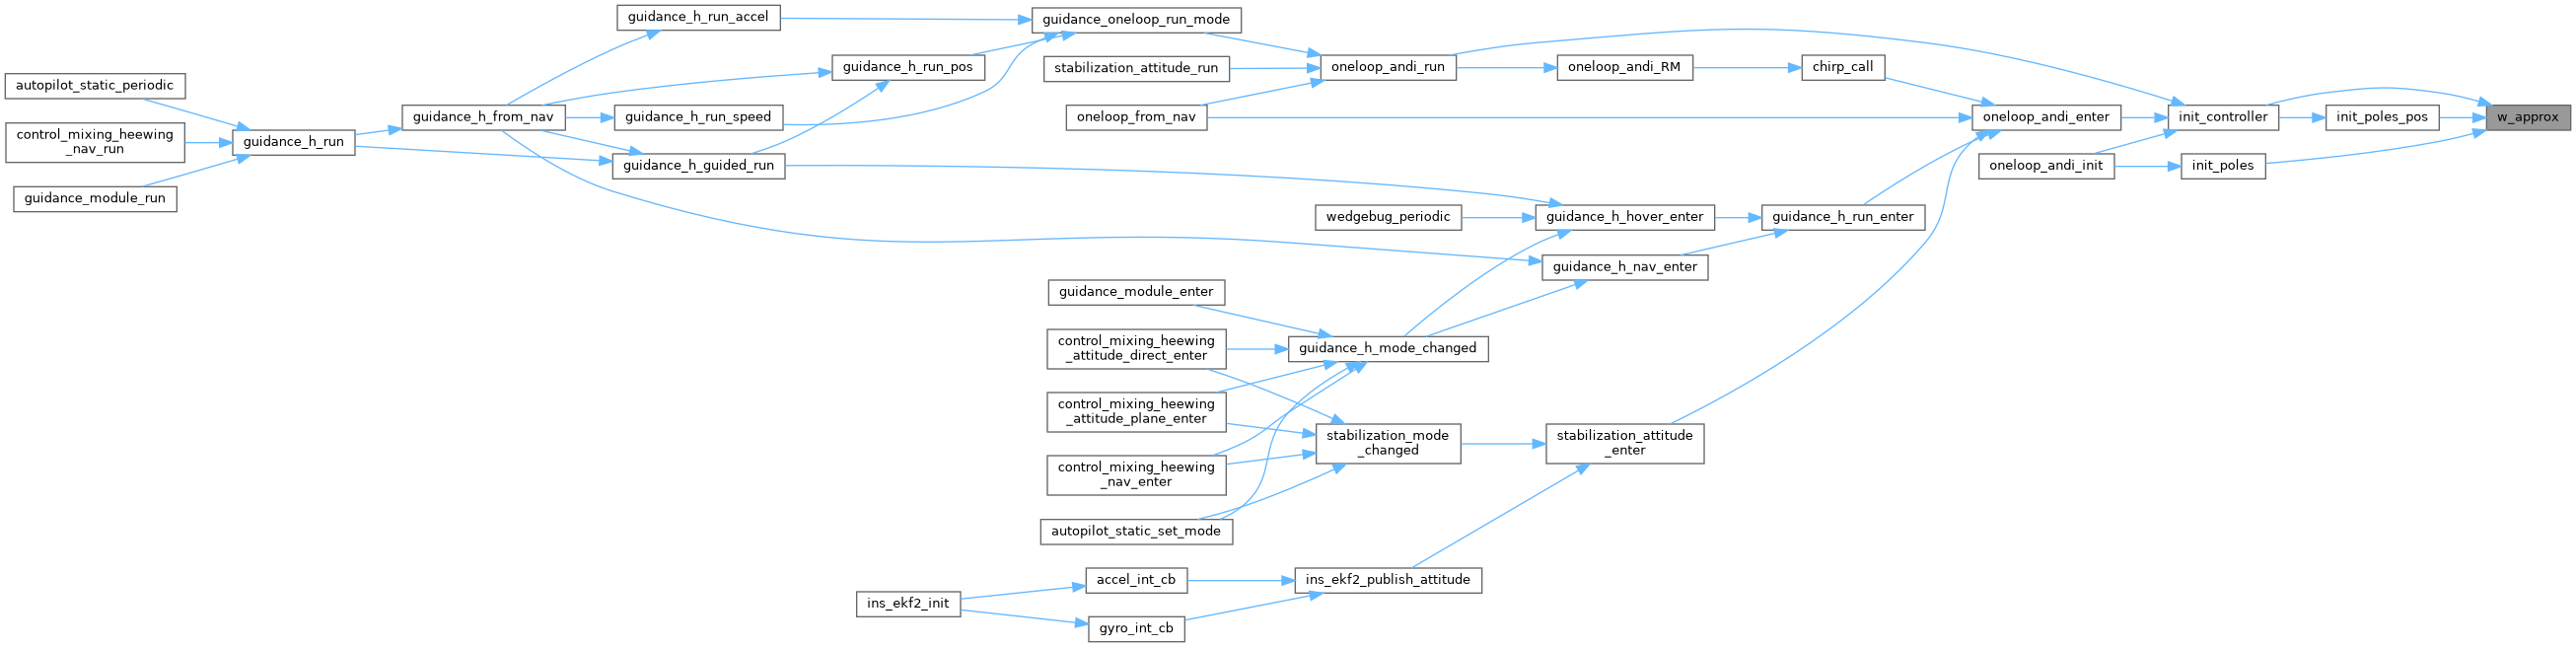 guidance_h_run_accel
guidance_oneloop_run_mode
guidance_h_run_pos
stabilization_attitude_run
oneloop_andi_run
oneloop_andi_RM
chirp_call
autopilot_static_periodic
guidance_h_from_nav
guidance_h_run_speed
oneloop_from_nav
oneloop_andi_enter
init_controller
init_poles_pos
w_approx
control_mixing_heewing
_nav_run
guidance_h_run
guidance_h_guided_run
oneloop_andi_init
init_poles
guidance_module_run
wedgebug_periodic
guidance_h_hover_enter
guidance_h_run_enter
guidance_h_nav_enter
guidance_module_enter
control_mixing_heewing
_attitude_direct_enter
guidance_h_mode_changed
control_mixing_heewing
_attitude_plane_enter
stabilization_mode
_changed
stabilization_attitude
_enter
control_mixing_heewing
_nav_enter
autopilot_static_set_mode
accel_int_cb
ins_ekf2_publish_attitude
ins_ekf2_init
gyro_int_cb